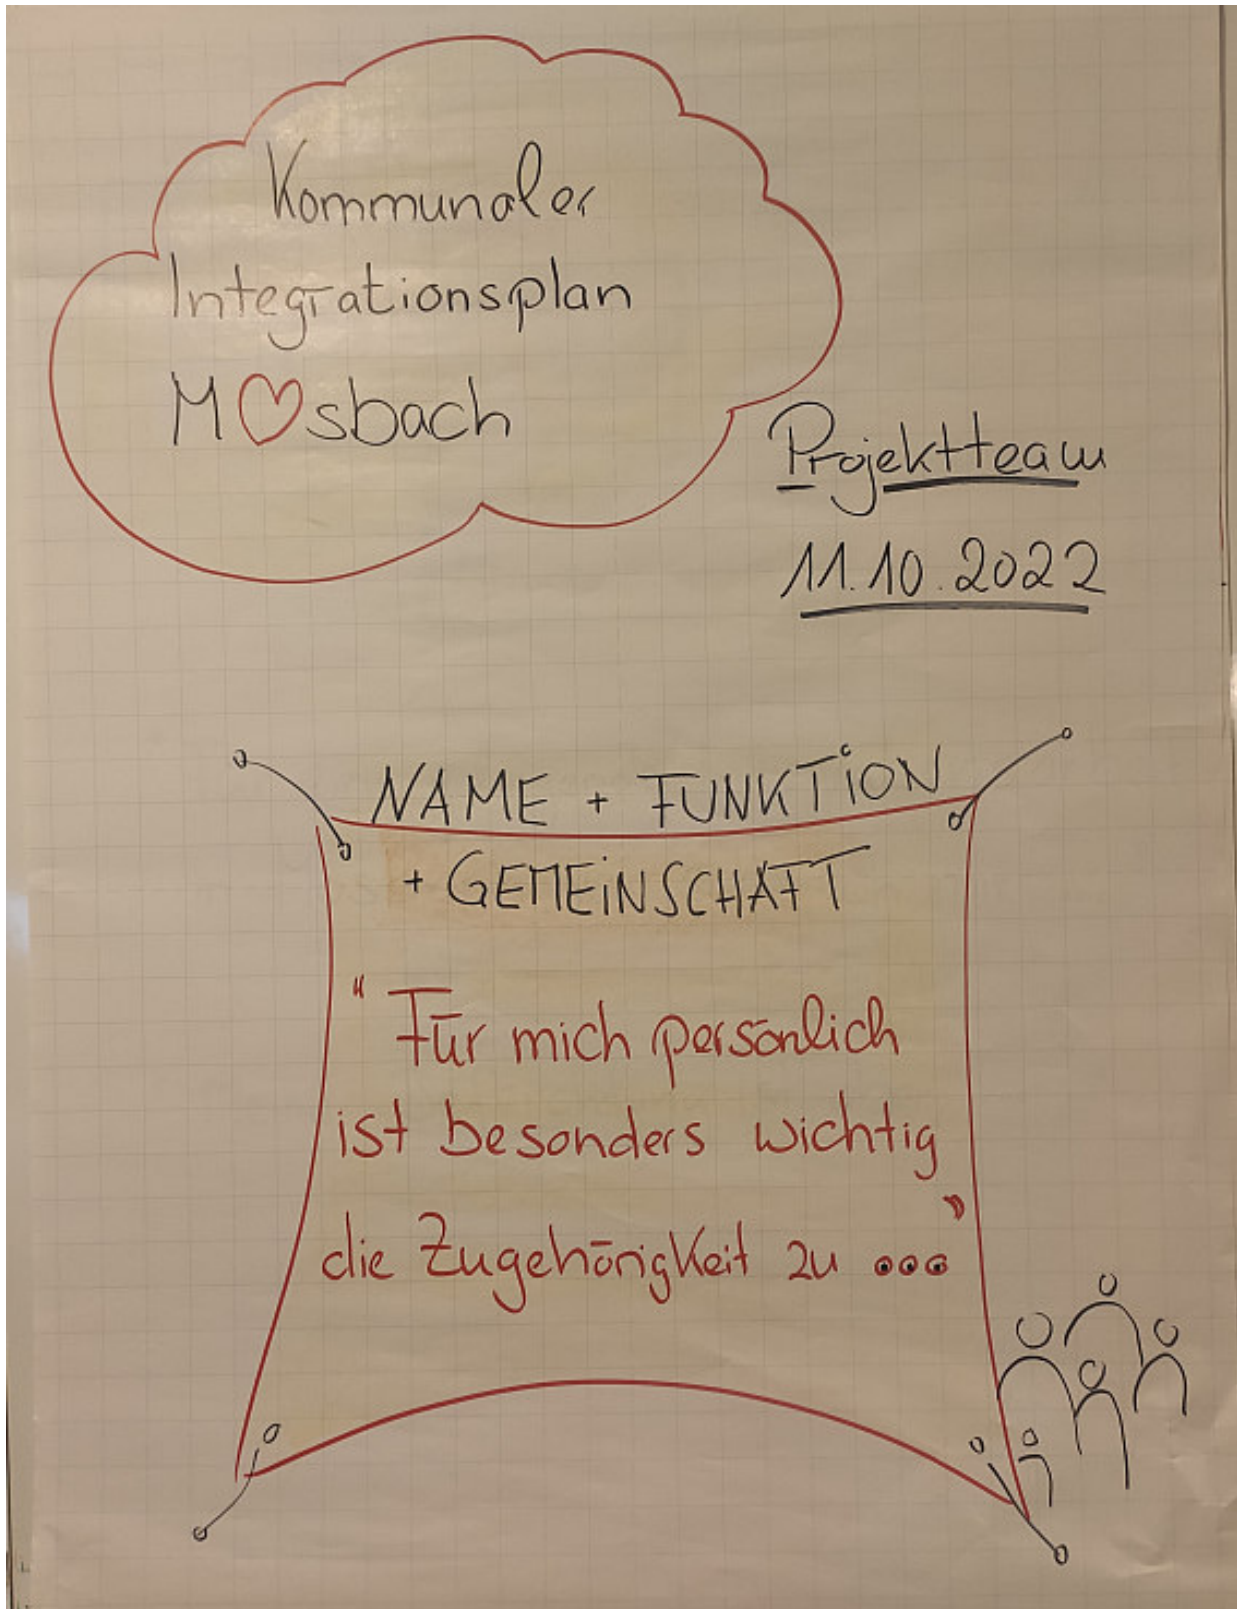 Kommunaler
Integrationsplan
M♡sbach
Projektteam
11.10.2022
NAME + FUNKTION
+ GEMEINSCHAFT
"Für mich persönlich
ist besonders wichtig
die Zugehörigkeit zu ..."